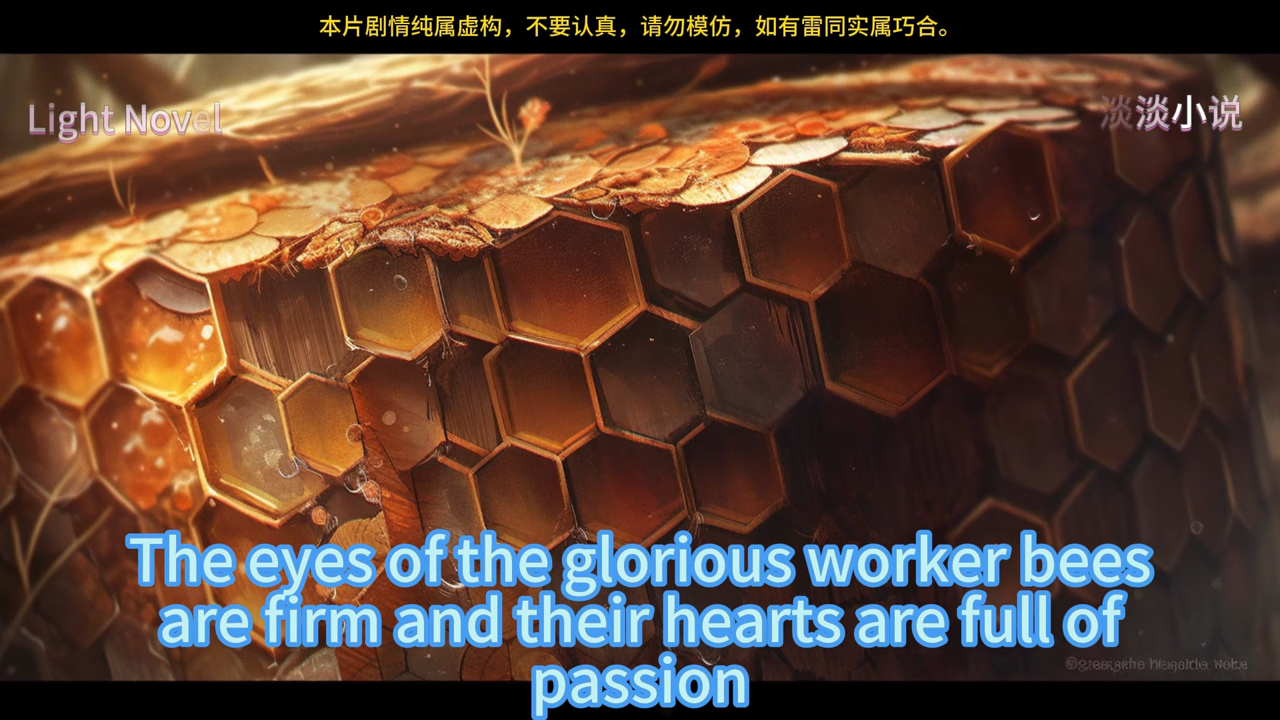 本片剧情纯属虚构，不要认真，请勿模仿，如有雷同实属巧合。
Light Novel
淡淡小说
The eyes of the glorious worker bees
are firm and their hearts are full of
passion